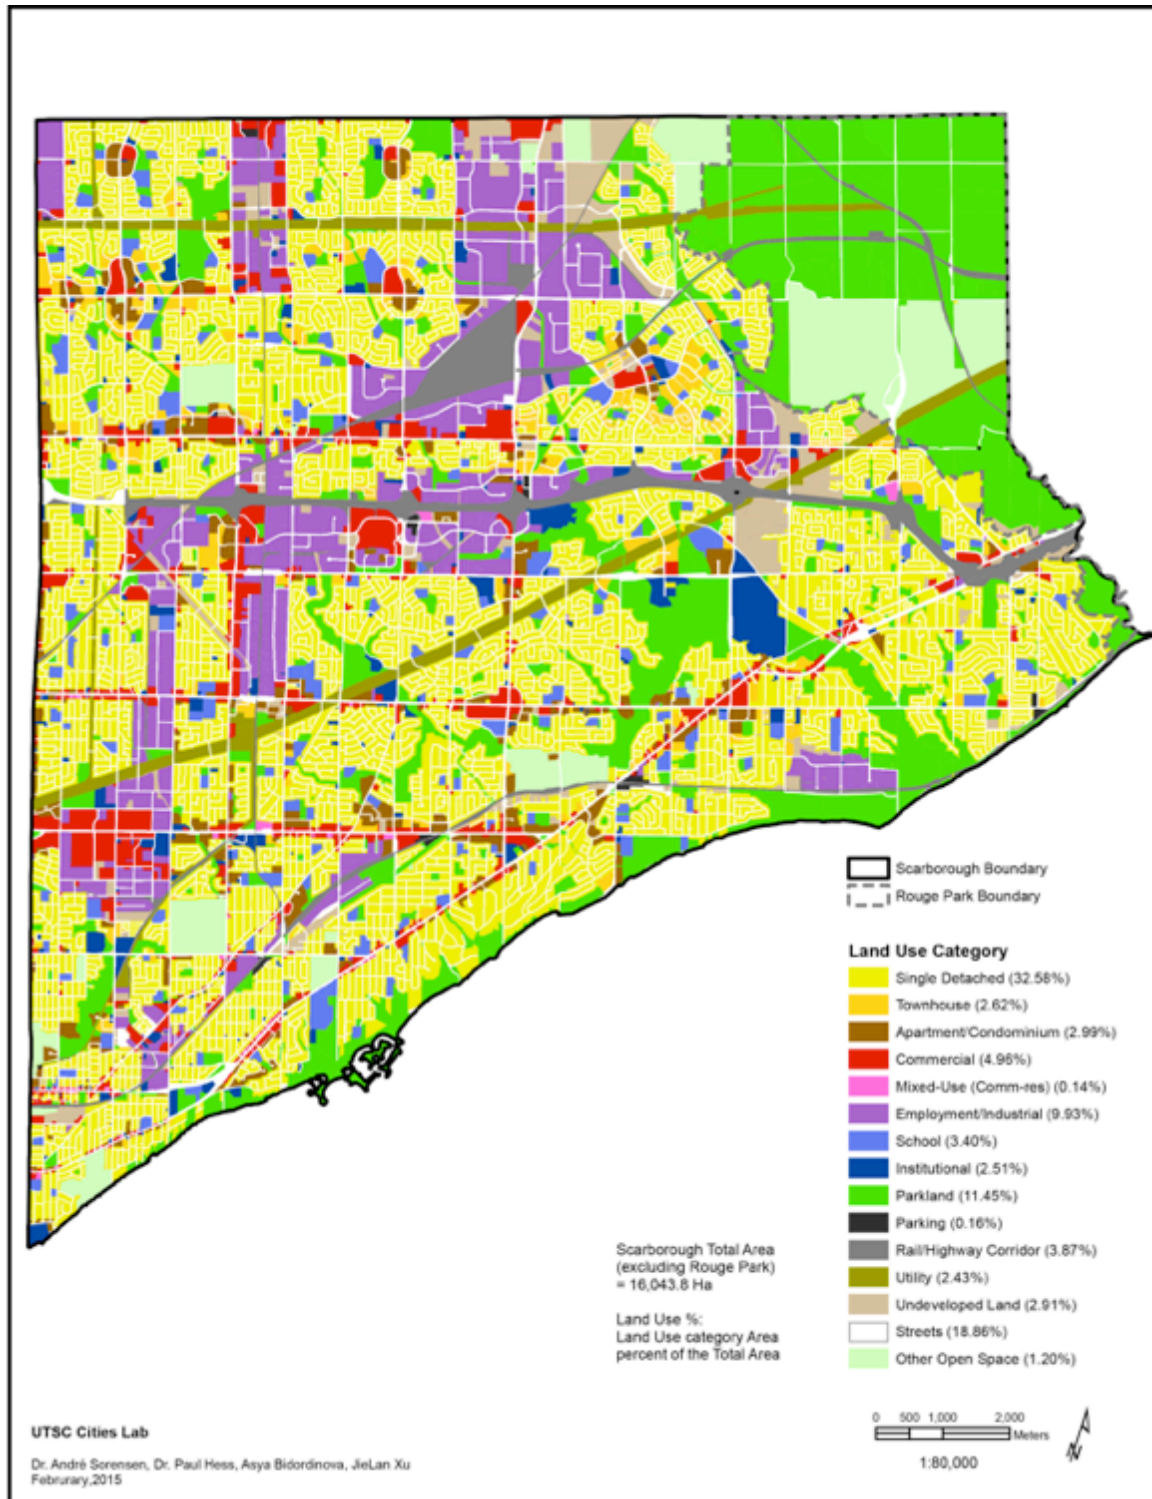 Scarborough Boundary
Rouge Park Boundary
Land Use Category
Single Detached (32.58%)
Townhouse (2.62%)
Apartment/Condominium (2.99%)
Commercial (4.96%)
Mixed-Use (Comm-res) (0.14%)
Employment/Industrial (9.93%)
School (3.40%)
Institutional (2.51%)
Parkland (11.45%)
Parking (0.16%)
Rail/Highway Corridor (3.87%)
Utility (2.43%)
Undeveloped Land (2.91%)
Streets (18.86%)
Other Open Space (1.20%)
Scarborough Total Area
(excluding Rouge Park)
= 16,043.8 Ha
Land Use %:
Land Use category Area
percent of the Total Area
UTSC Cities Lab
Dr. André Sorensen, Dr. Paul Hess, Asya Bidordinova, JieLan Xu
Februrary,2015
0 500 1,000 2,000
Meters
1:80,000
N